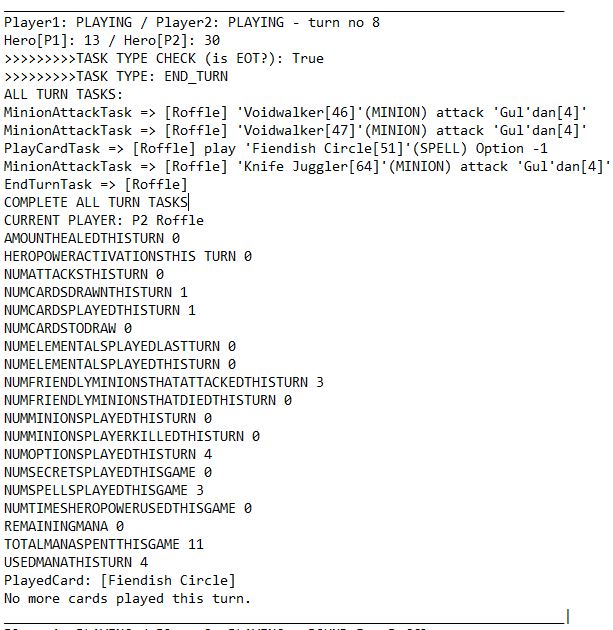 Player1: PLAYING / Player2: PLAYING - turn no 8
Hero[P1]: 13 / Hero[P2]: 30
>>>>>>>>>TASK TYPE CHECK (is EOT?): True
>>>>>>>>>TASK TYPE: END_TURN
ALL TURN TASKS:
MinionAttackTask => [Roffle] 'Voidwalker[46]'(MINION) attack 'Gul'dan[4]'
MinionAttackTask => [Roffle] 'Voidwalker[47]'(MINION) attack 'Gul'dan[4]'
PlayCardTask => [Roffle] play 'Fiendish Circle[51]'(SPELL) Option -1
MinionAttackTask => [Roffle] 'Knife Juggler[64]'(MINION) attack 'Gul'dan[4]'
EndTurnTask => [Roffle]
COMPLETE ALL TURN TASKS
CURRENT PLAYER: P2 Roffle
AMOUNTHEALEDTHISTURN 0
HEROPOWERACTIVATIONSTHIS TURN 0
NUMATTACKSTHISTURN 0
NUMCARDSDRAWNTHISTURN 1
NUMCARDSPLAYEDTHISTURN 1
NUMCARDSTODRAW 0
NUMELEMENTALSPLAYEDLASTTURN 0
NUMELEMENTALSPLAYEDTHISTURN 0
NUMFRIENDLYMINIONSTHATATTACKEDTHISTURN 3
NUMFRIENDLYMINIONSTHATDIEDTHISTURN 0
NUMMINIONSPLAYEDTHISTURN 0
NUMMINIONSPLAYERKILLEDTHISTURN 0
NUMOPTIONSPLAYEDTHISTURN 4
NUMSECRETSPLAYEDTHISGAME 0
NUMSPELLSPLAYEDTHISGAME 3
NUMTIMESHEROPOWERUSEDTHISGAME 0
REMAININGMANA 0
TOTALMANASPENTTHISGAME 11
USEDMANATHISTURN 4
PlayedCard: [Fiendish Circle]
No more cards played this turn.